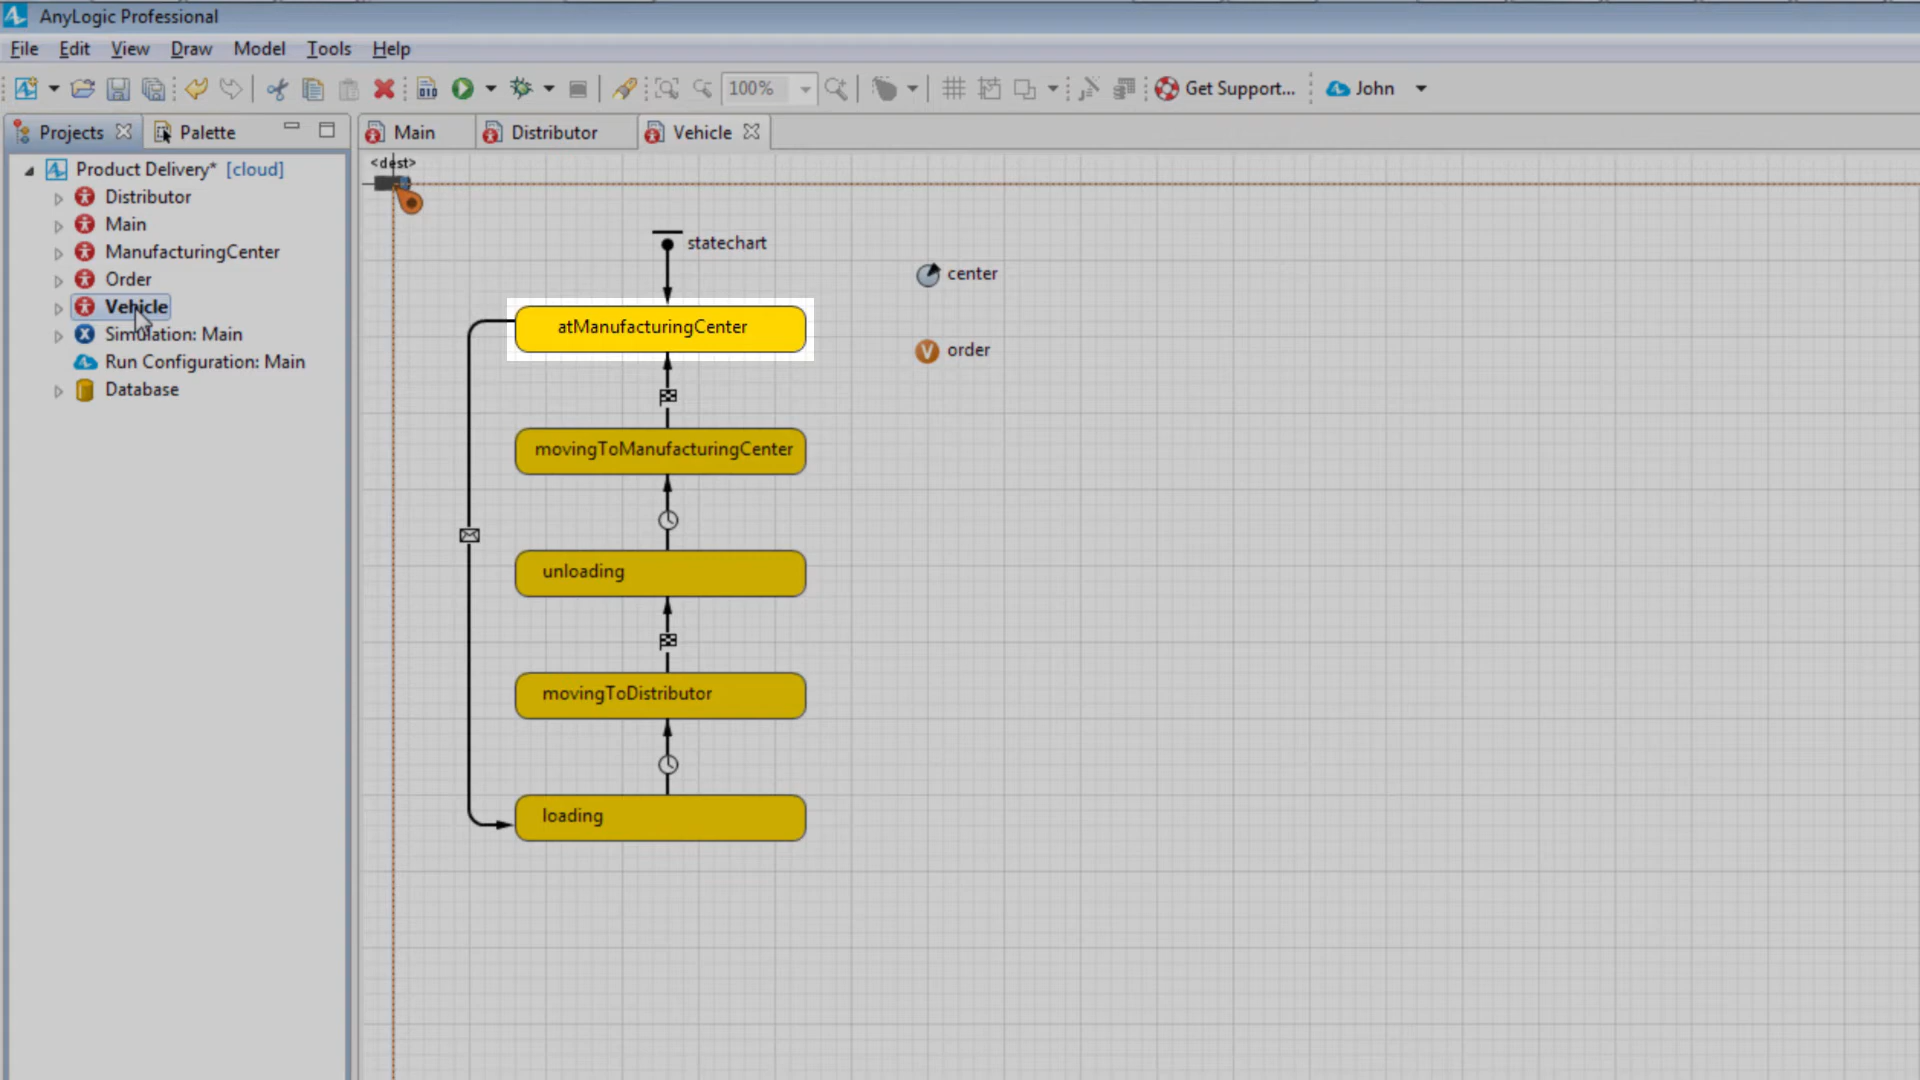 AnyLogic Professional
File Edit View Draw Model Tools Help
100% Get Support... John
Projects Palette
Main Distributor Vehicle
Product Delivery* [cloud]
Distributor
Main
ManufacturingCenter
Order
Vehicle
Simulation: Main
Run Configuration: Main
Database
<dest>
statechart
center
atManufacturingCenter
order
movingToManufacturingCenter
unloading
movingToDistributor
loading